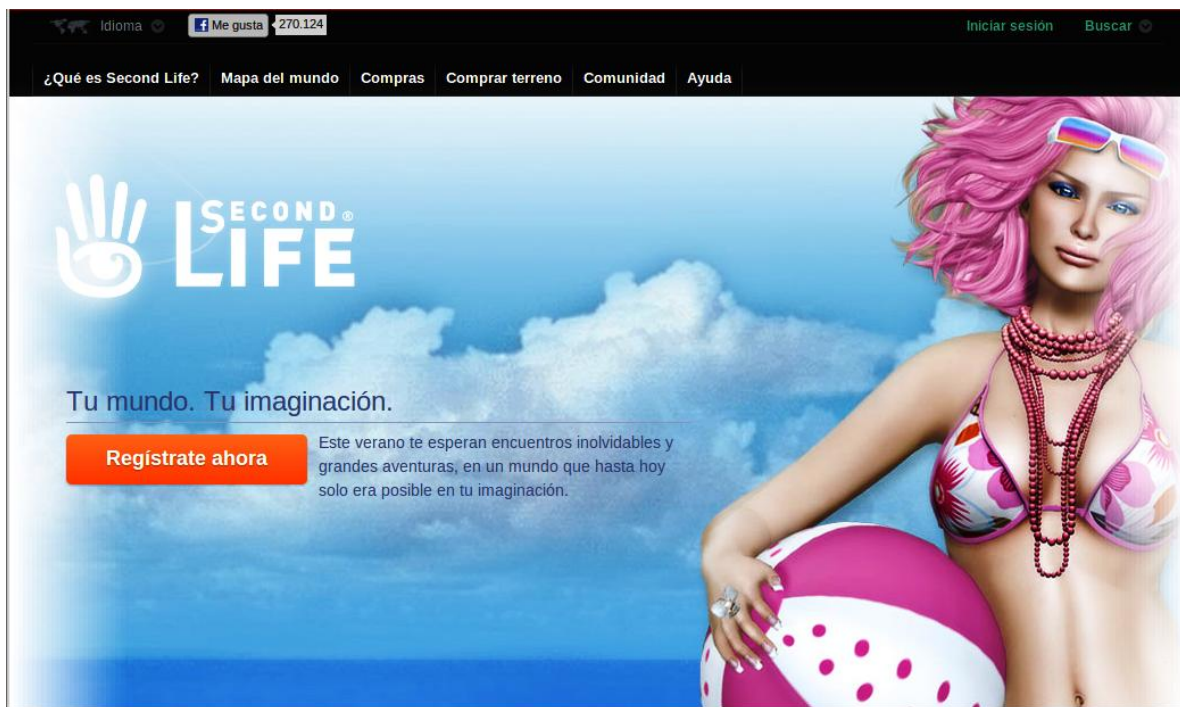 Idioma Me gusta 270.124 Iniciar sesión Buscar
¿Qué es Second Life? Mapa del mundo Compras Comprar terreno Comunidad Ayuda
SECOND®
LIFE
Tu mundo. Tu imaginación.
Regístrate ahora
Este verano te esperan encuentros inolvidables y
grandes aventuras, en un mundo que hasta hoy
solo era posible en tu imaginación.